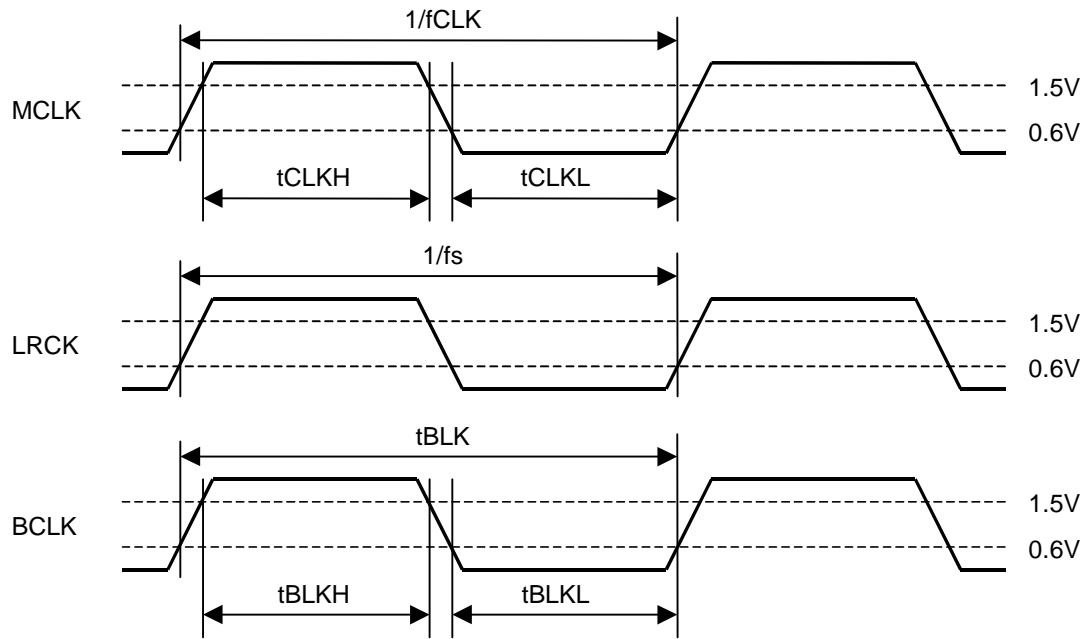 1/fCLK
MCLK
1.5V
0.6V
tCLKH
tCLKL
1/fs
LRCK
1.5V
0.6V
tBLK
BCLK
1.5V
0.6V
tBLKH
tBLKL